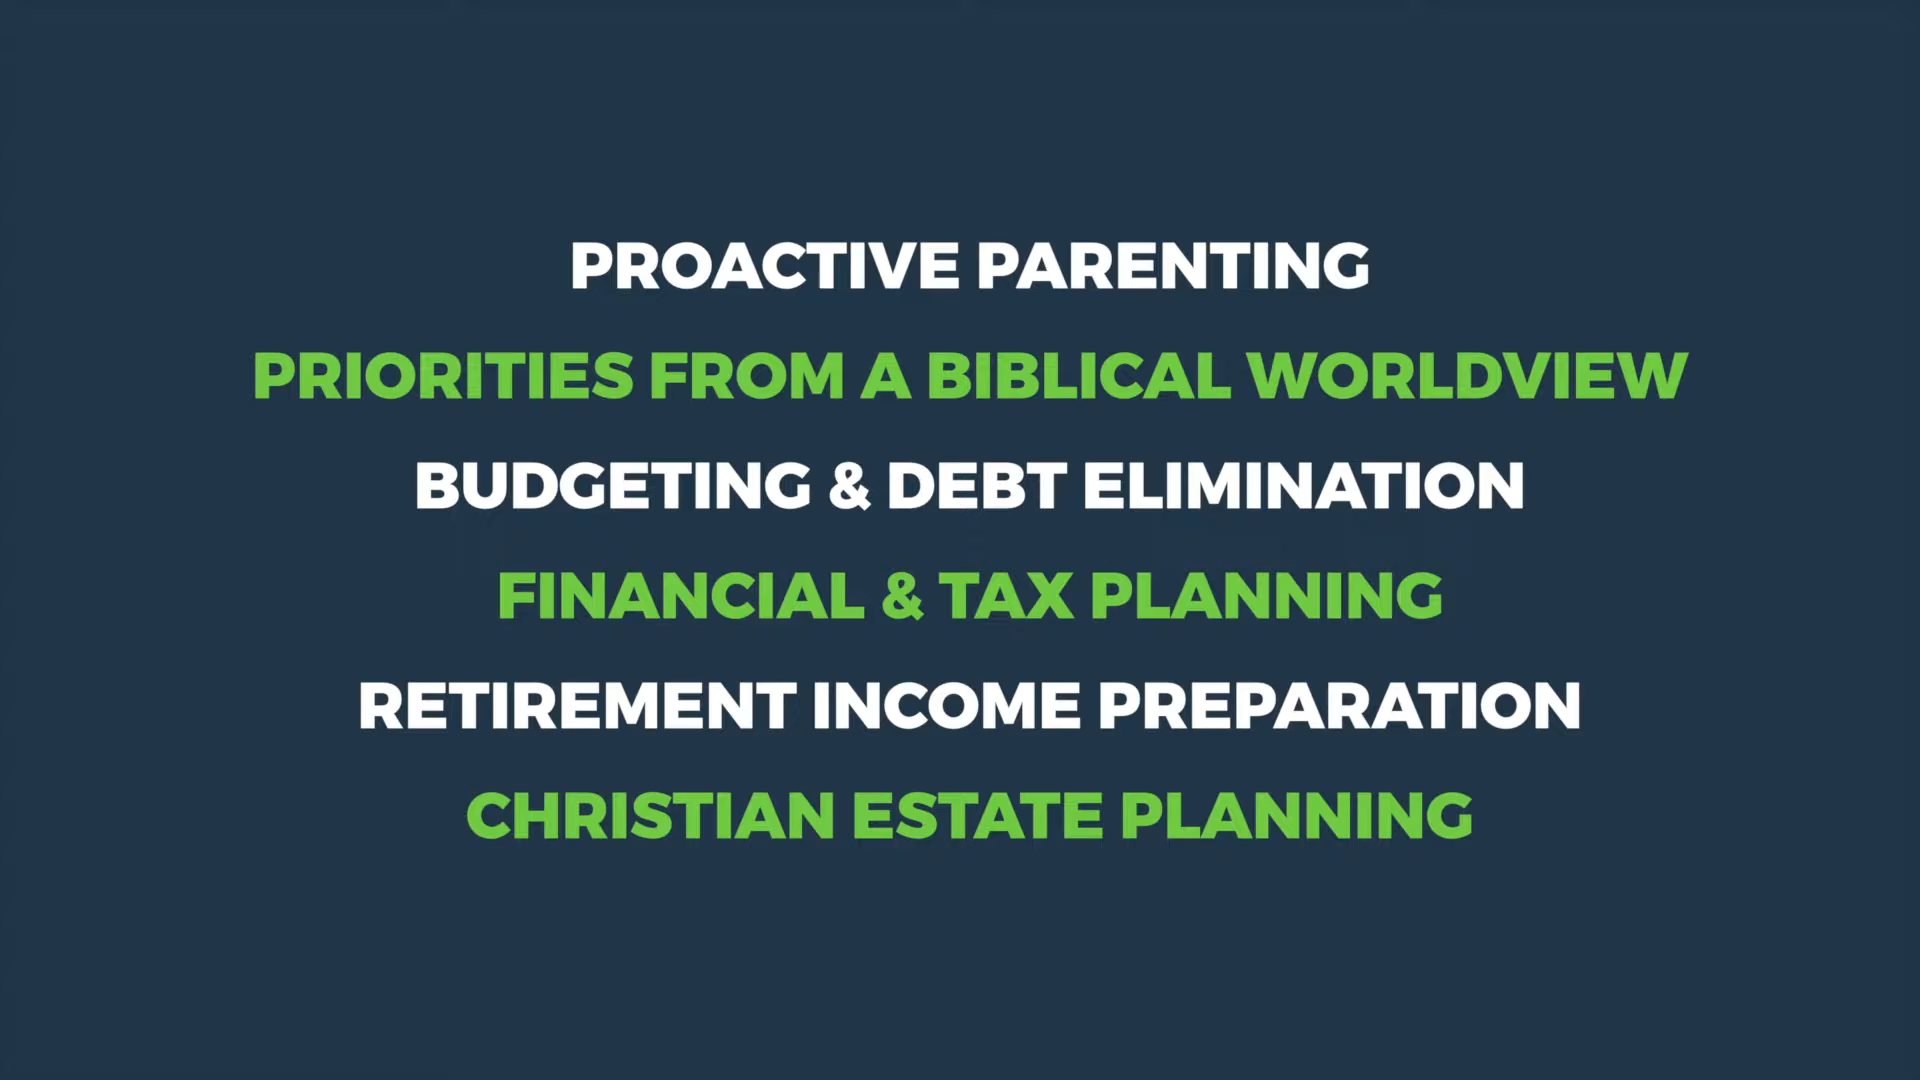 PROACTIVE PARENTING
PRIORITIES FROM A BIBLICAL WORLDVIEW
BUDGETING & DEBT ELIMINATION
FINANCIAL & TAX PLANNING
RETIREMENT INCOME PREPARATION
CHRISTIAN ESTATE PLANNING